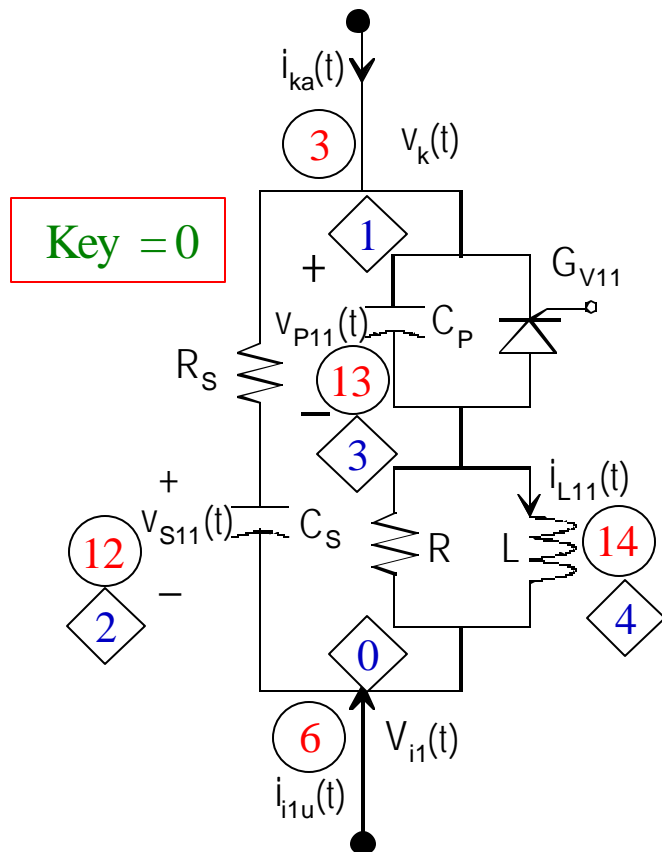 i_ka(t)
3
v_k(t)
Key = 0
1
+
G_V11
v_P11(t)
C_P
R_S
13
−
3
+
i_L11(t)
v_S11(t)
C_S
R
L
14
12
−
2
4
0
6
V_i1(t)
i_i1u(t)